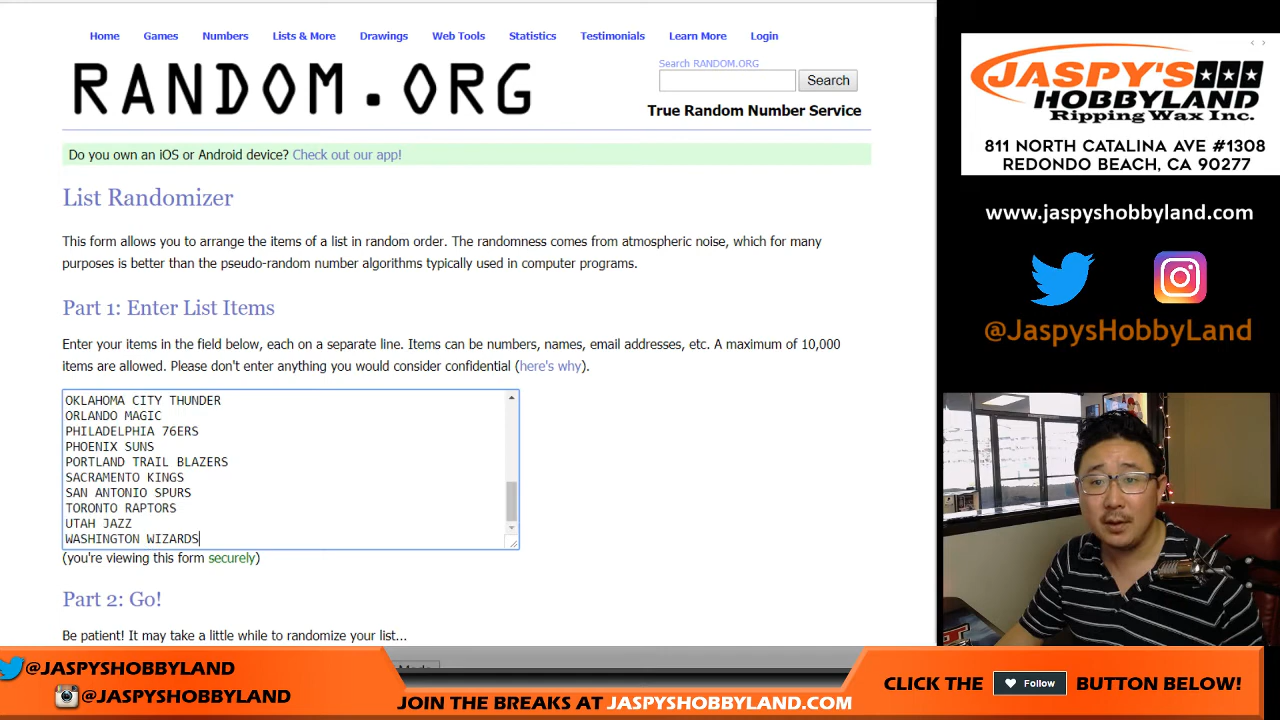 Home Games Numbers Lists & More Drawings Web Tools Statistics Testimonials Learn More Login
RANDOM.ORG
Search RANDOM.ORG
Search
True Random Number Service
Do you own an iOS or Android device? Check out our app!
List Randomizer
This form allows you to arrange the items of a list in random order. The randomness comes from atmospheric noise, which for many
purposes is better than the pseudo-random number algorithms typically used in computer programs.
Part 1: Enter List Items
Enter your items in the field below, each on a separate line. Items can be numbers, names, email addresses, etc. A maximum of 10,000
items are allowed. Please don't enter anything you would consider confidential (here's why).
OKLAHOMA CITY THUNDER
ORLANDO MAGIC
PHILADELPHIA 76ERS
PHOENIX SUNS
PORTLAND TRAIL BLAZERS
SACRAMENTO KINGS
SAN ANTONIO SPURS
TORONTO RAPTORS
UTAH JAZZ
WASHINGTON WIZARDS
(you're viewing this form securely)
Part 2: Go!
Be patient! It may take a little while to randomize your list...
JASPY'S
HOBBYLAND
Ripping Wax Inc.
811 NORTH CATALINA AVE #1308
REDONDO BEACH, CA 90277
www.jaspyshobbyland.com
@JaspysHobbyLand
@JASPYSHOBBYLAND
@JASPYSHOBBYLAND
JOIN THE BREAKS AT JASPYSHOBBYLAND.COM
CLICK THE Follow BUTTON BELOW!